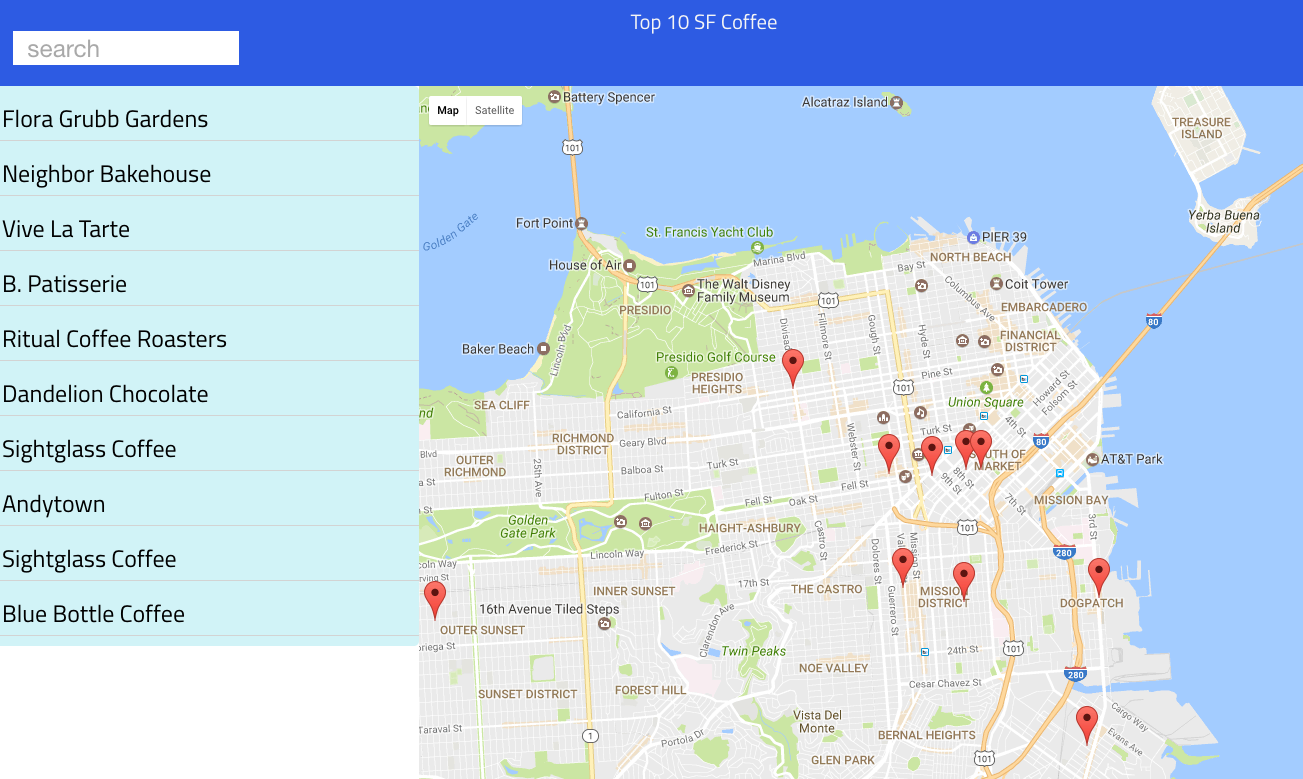 Top 10 SF Coffee
search
Flora Grubb Gardens
Neighbor Bakehouse
Vive La Tarte
B. Patisserie
Ritual Coffee Roasters
Dandelion Chocolate
Sightglass Coffee
Andytown
Sightglass Coffee
Blue Bottle Coffee
Map
Satellite
Battery Spencer
Alcatraz Island
TREASURE
ISLAND
101
Yerba Buena
Island
Golden Gate
Fort Point
St. Francis Yacht Club
PIER 39
Marina Blvd
NORTH BEACH
House of Air
Bay St
101
The Walt Disney
Family Museum
Coit Tower
101
Columbus Ave
EMBARCADERO
PRESIDIO
80
Lincoln Blvd
Fillmore St
Gough St
Hyde St
FINANCIAL
DISTRICT
Baker Beach
Presidio Golf Course
PRESIDIO
HEIGHTS
Pine St
101
Howard St
Folsom St
SEA CLIFF
Union Square
California St
Turk St
4th St
RICHMOND
DISTRICT
Geary Blvd
Webster St
80
Blvd
OUTER
RICHMOND
25th Ave
Balboa St
Turk St
MARKET
AT&T Park
8th St
9th St
7th St
Fell St
Fulton St
Fell St
Oak St
MISSION BAY
Golden
Gate Park
HAIGHT-ASHBURY
Castro St
101
3rd St
Frederick St
Lincoln Way
Dolores St
280
17th St
INNER SUNSET
THE CASTRO
Guerrero St
MISSION
DISTRICT
DOGPATCH
16th Avenue Tiled Steps
OUTER SUNSET
Clarendon Ave
Twin Peaks
24th St
101
NOE VALLEY
280
Cesar Chavez St
SUNSET DISTRICT
FOREST HILL
Vista Del
Monte
Cargo Way
Taraval St
1
Portola Dr
BERNAL HEIGHTS
Evans Ave
GLEN PARK
101